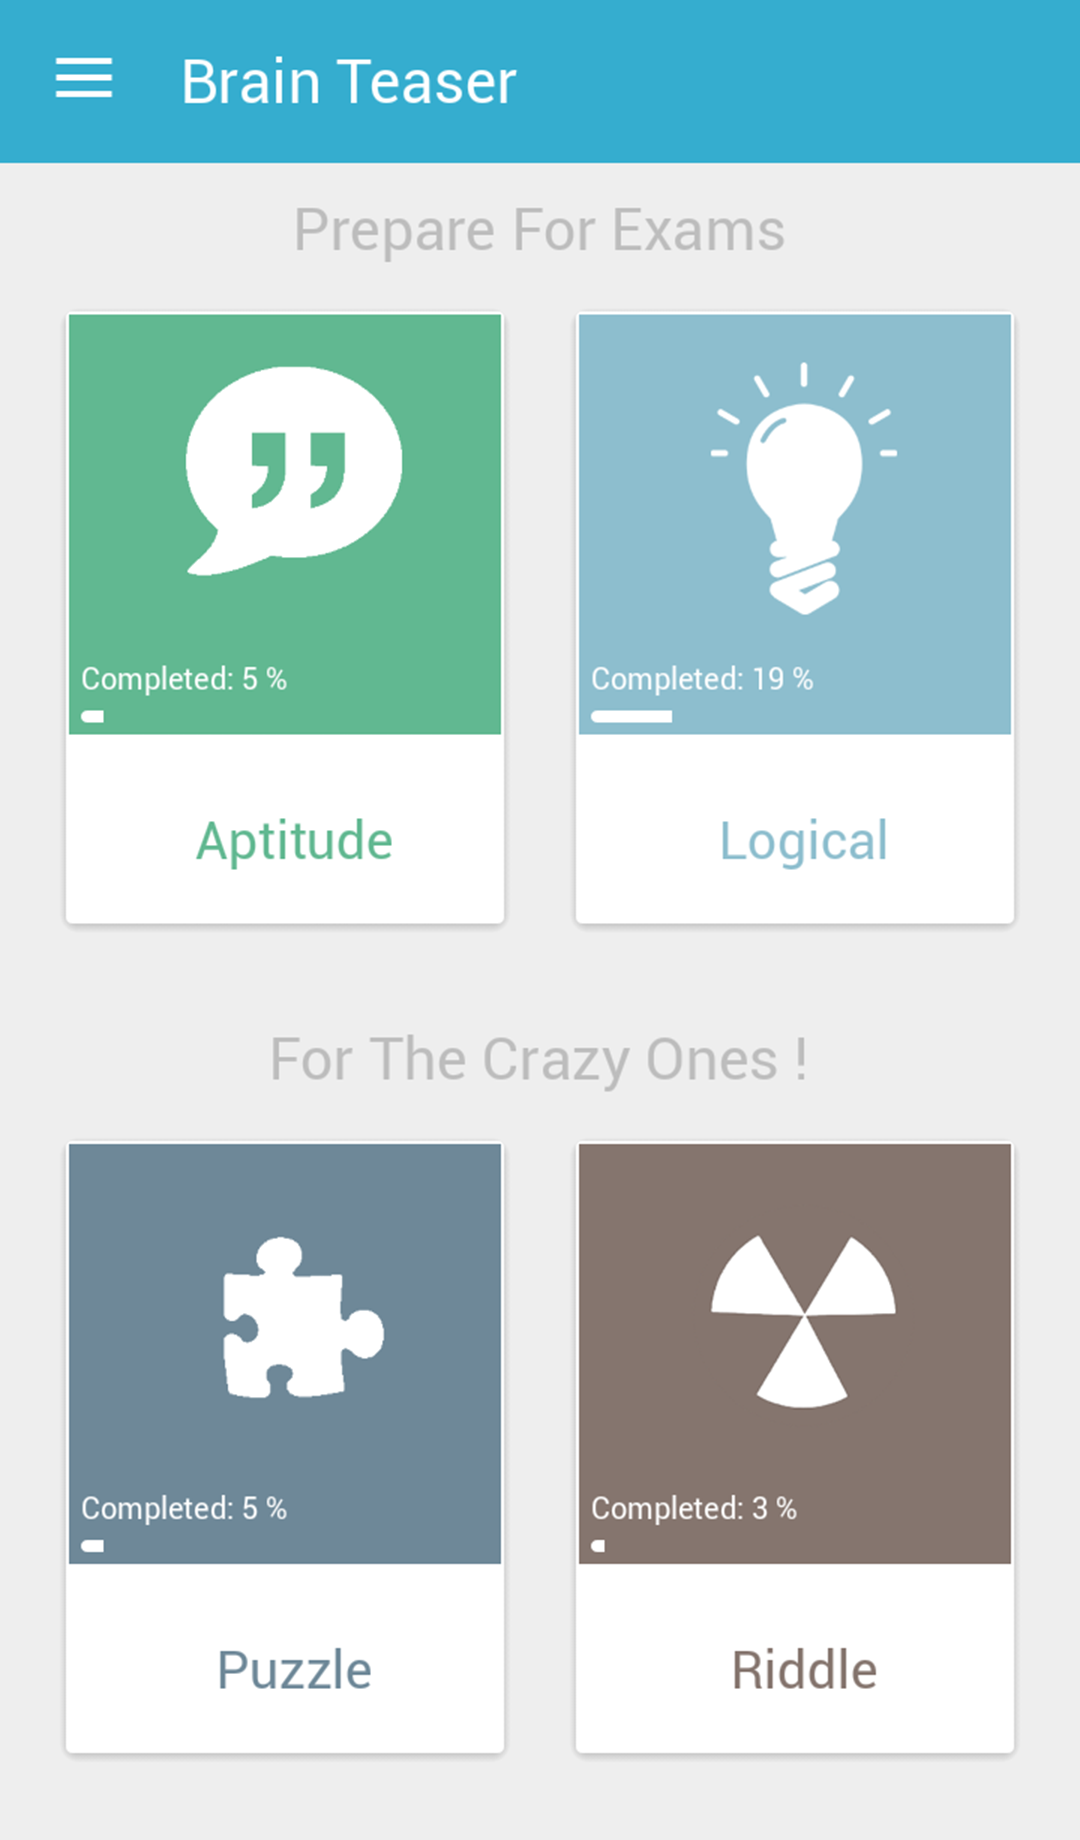 Brain Teaser
Prepare For Exams
Completed: 5 %
Completed: 19 %
Aptitude
Logical
For The Crazy Ones !
Completed: 5 %
Completed: 3 %
Puzzle
Riddle